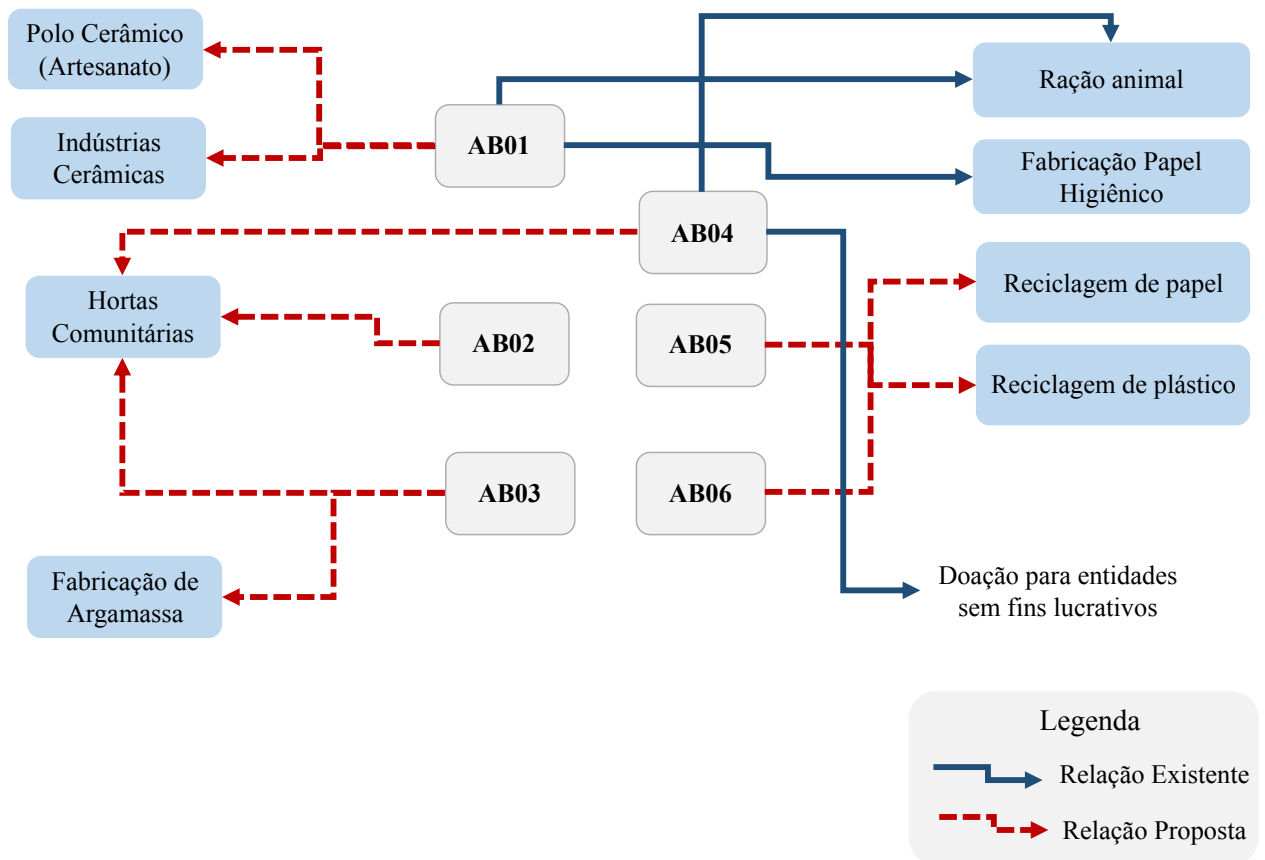 Polo Cerâmico
(Artesanato)
Ração animal
AB01
Indústrias
Cerâmicas
Fabricação Papel
Higiênico
AB04
Reciclagem de papel
Hortas
Comunitárias
AB02
AB05
Reciclagem de plástico
AB03
AB06
Fabricação de
Argamassa
Doação para entidades
sem fins lucrativos
Legenda
Relação Existente
Relação Proposta